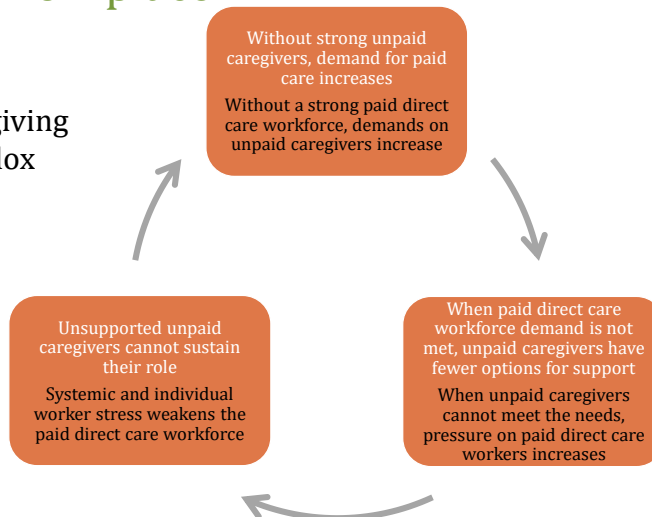 Without strong unpaid
caregivers, demand for paid
care increases
Without a strong paid direct
care workforce, demands on
unpaid caregivers increase
Unsupported unpaid
caregivers cannot sustain
their role
Systemic and individual
worker stress weakens the
paid direct care workforce
When paid direct care
workforce demand is not
met, unpaid caregivers have
fewer options for support
When unpaid caregivers
cannot meet the needs,
pressure on paid direct care
workers increases